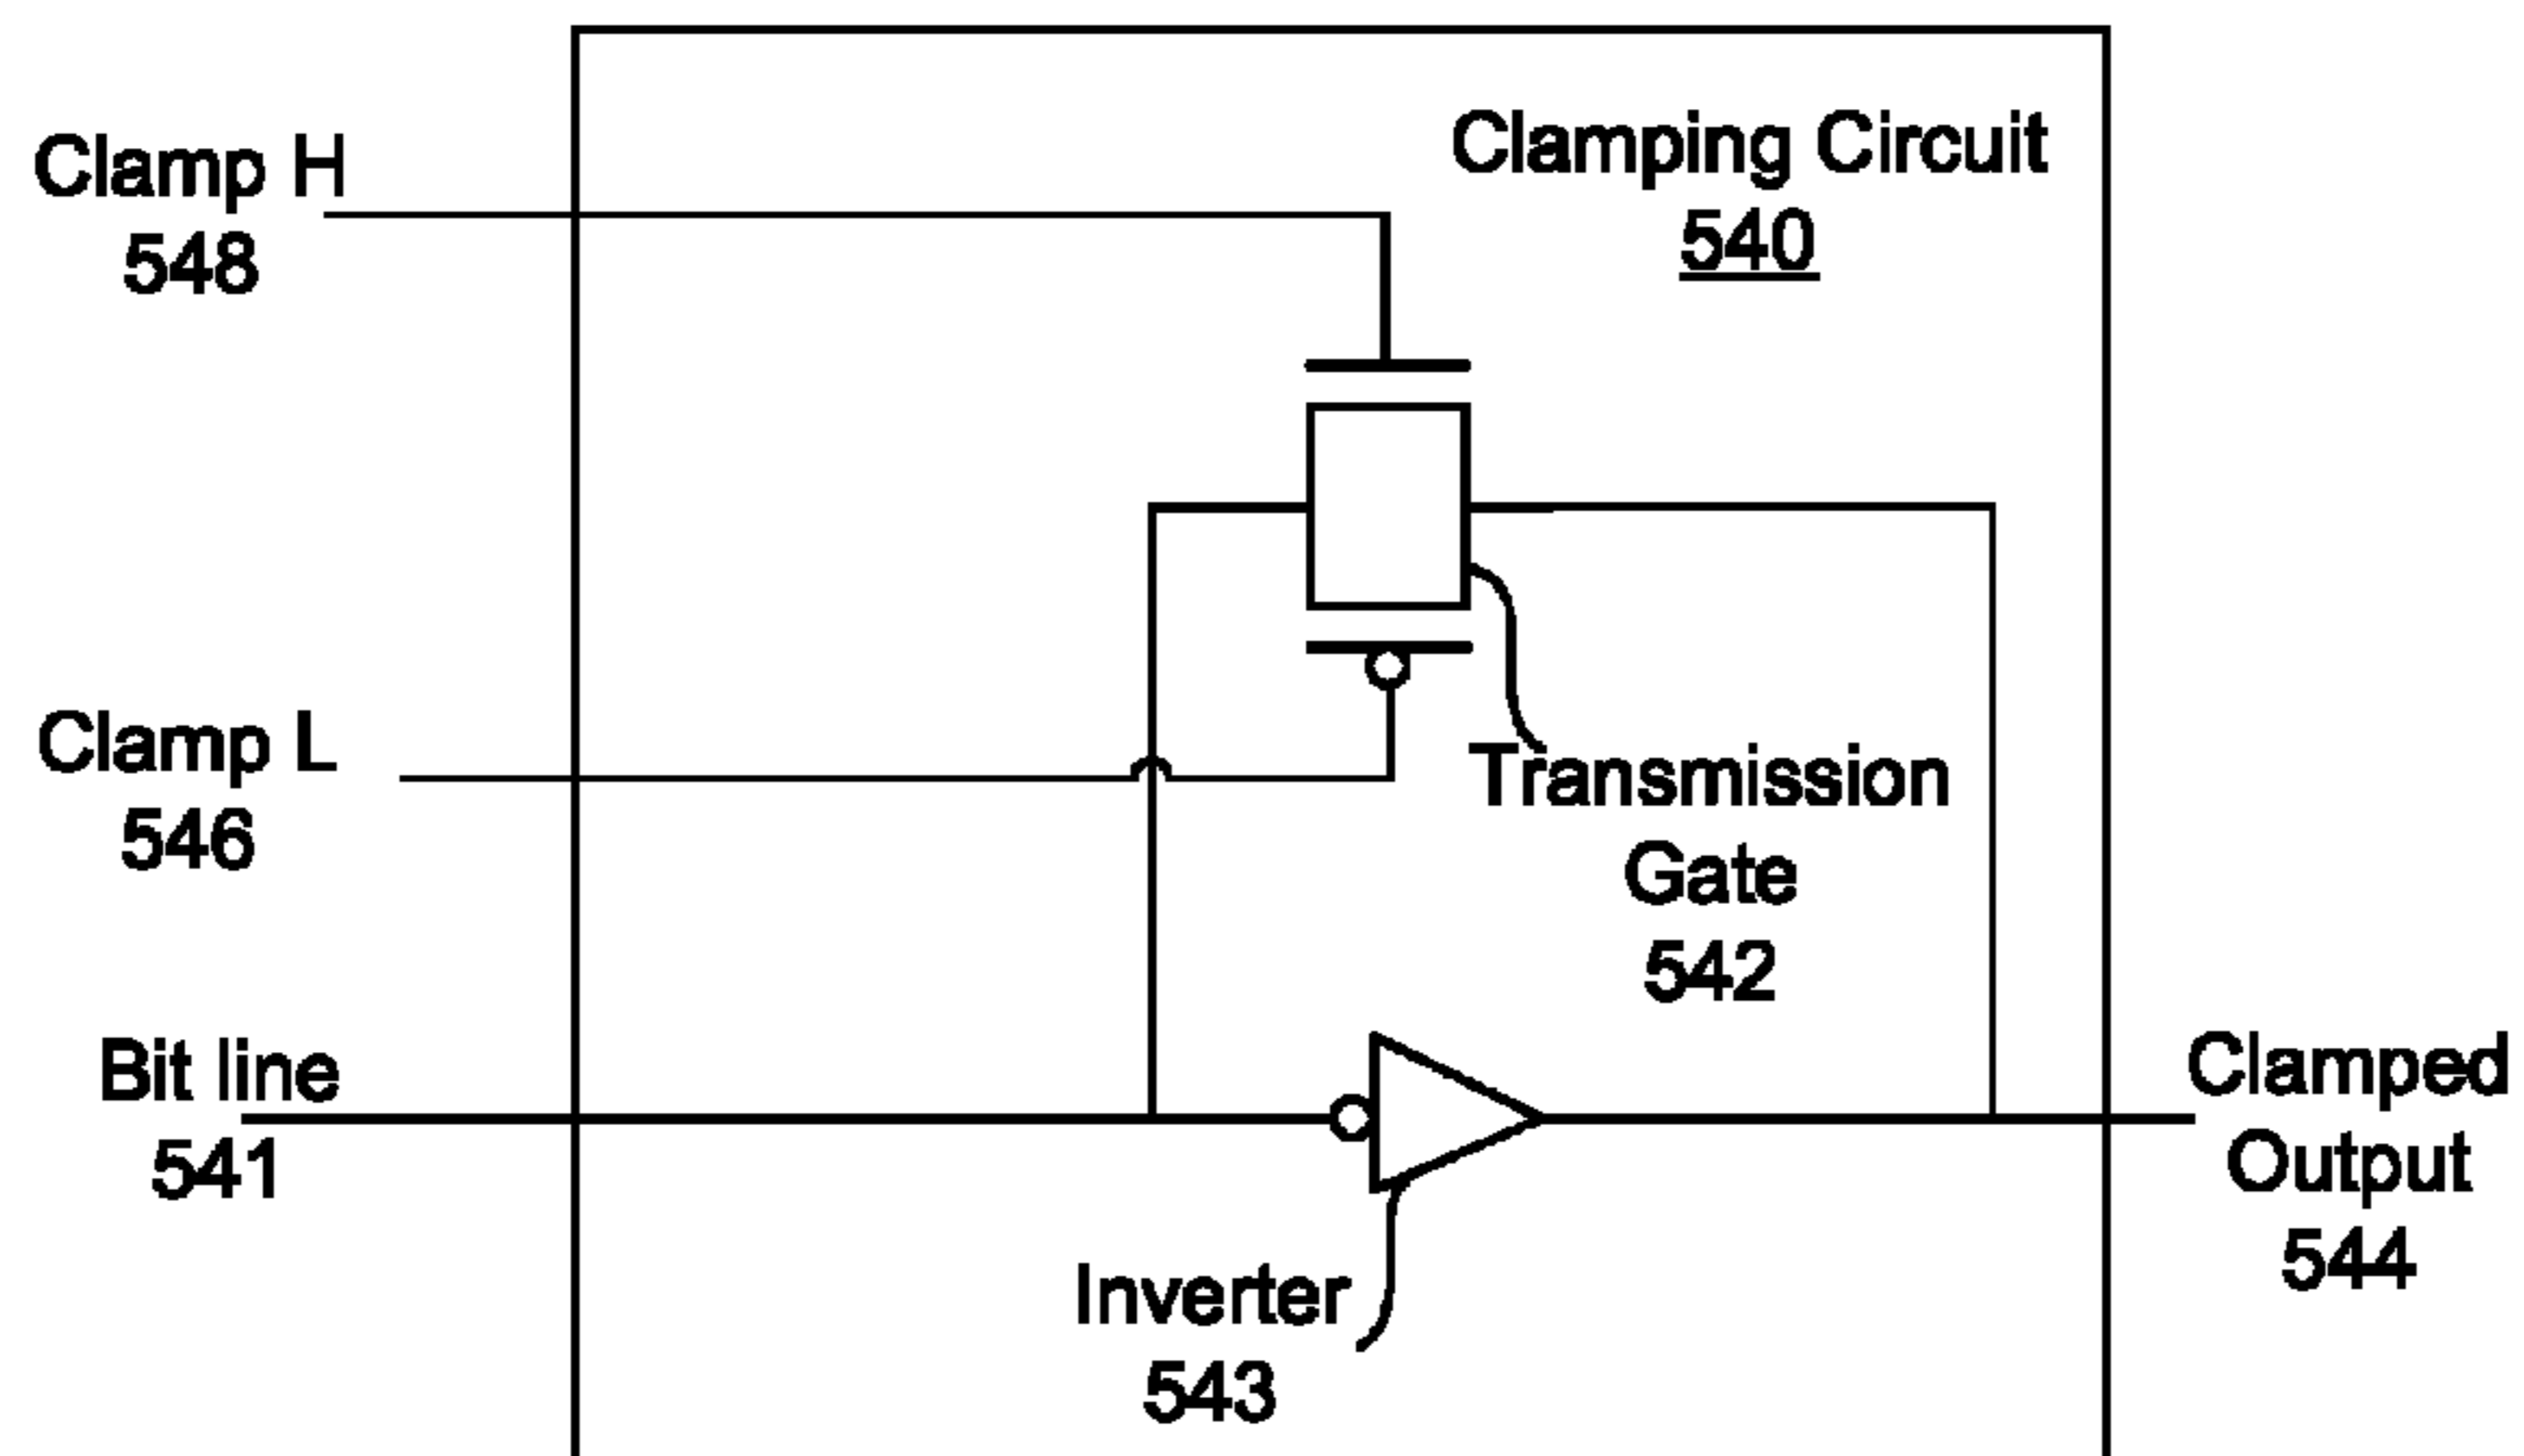 Clamping Circuit
540
Clamp H
548
Clamp L
546
Transmission
Gate
542
Bit line
541
Clamped
Output
544
Inverter
543